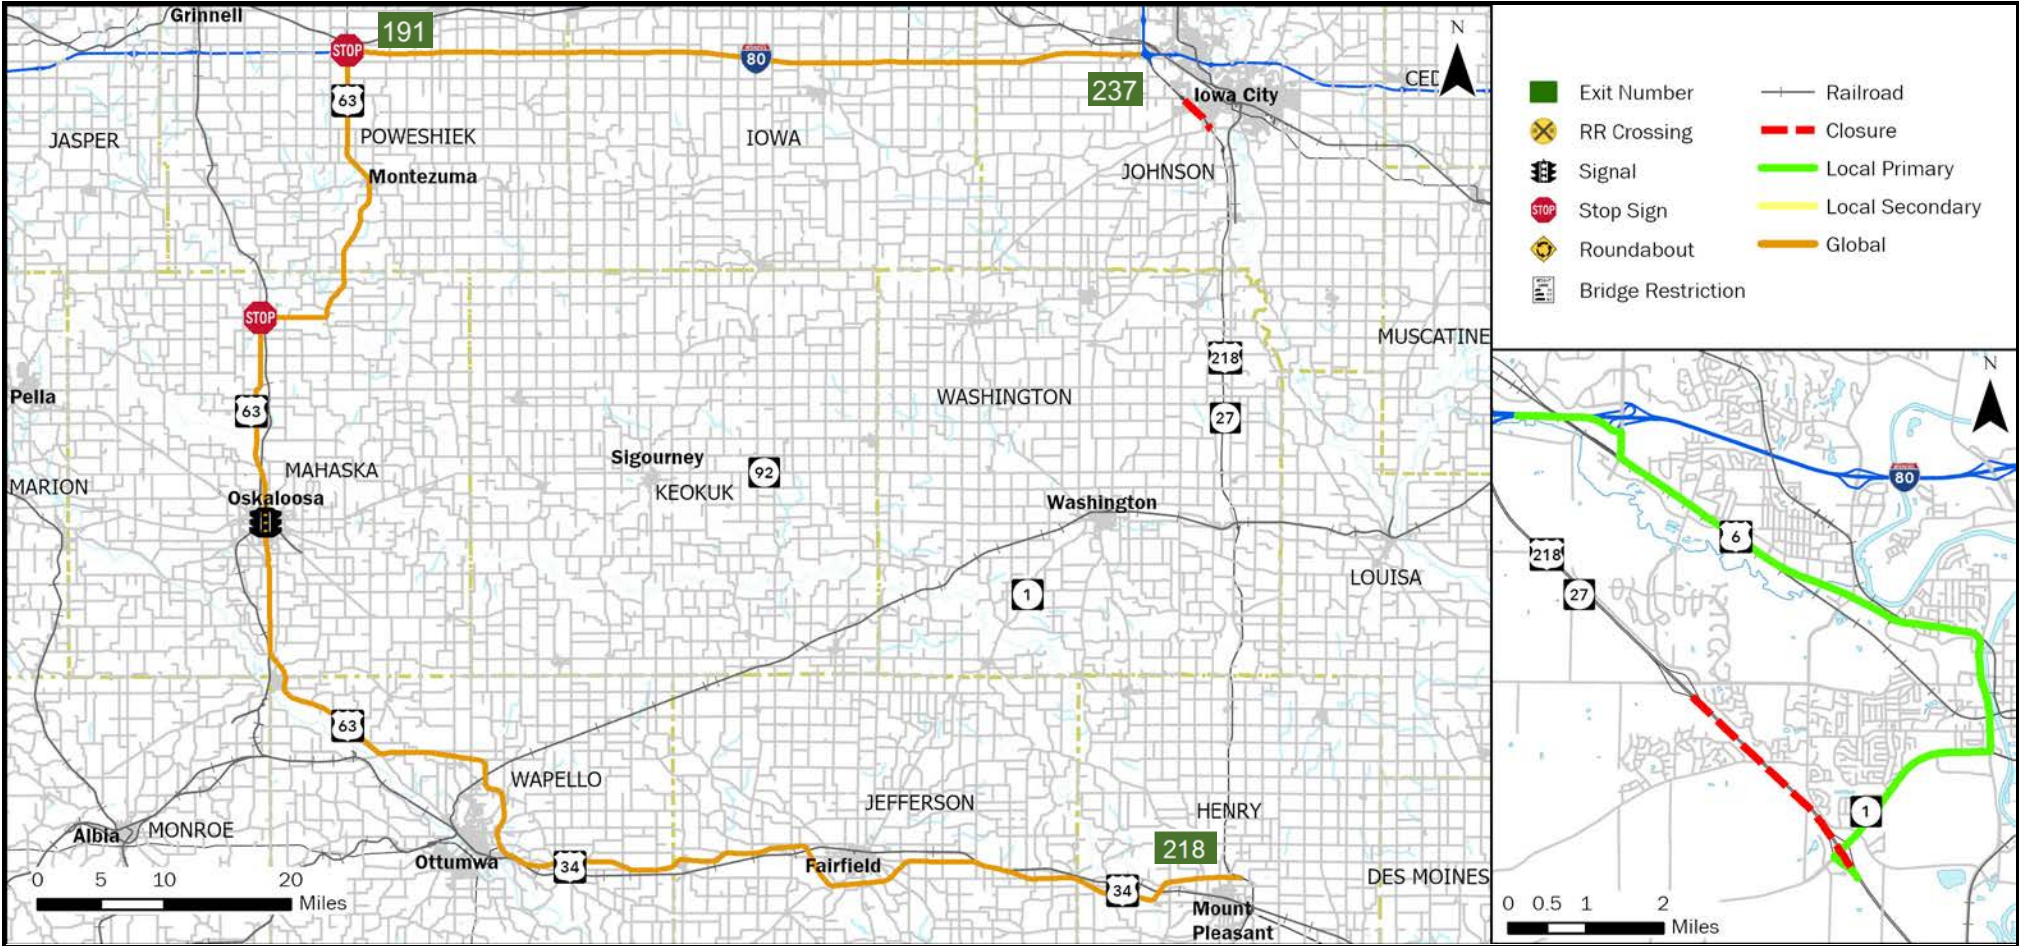 Grinnell
STOP
191
63
80
237
Iowa City
CED
N
JASPER
POWESHIEK
IOWA
JOHNSON
Montezuma
STOP
63
218
27
MUSCATINE
Pella
WASHINGTON
MARION
MAHASKA
Oskaloosa
Sigourney
92
KEOKUK
Washington
1
LOUISA
63
WAPELLO
JEFFERSON
HENRY
218
Albia
MONROE
Ottumwa
34
Fairfield
34
DES MOINES
Mount
Pleasant
0 5 10 20
Miles
Exit Number
RR Crossing
Signal
STOP Stop Sign
Roundabout
Bridge Restriction
Railroad
Closure
Local Primary
Local Secondary
Global
N
80
6
218
27
1
0 0.5 1 2
Miles